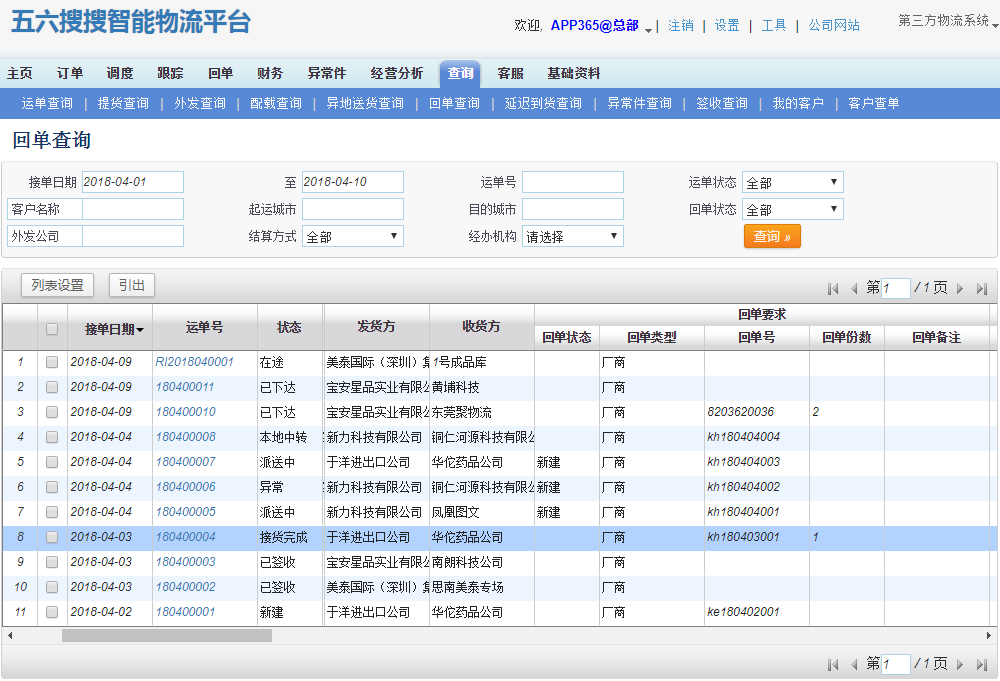 五六搜搜智能物流平台
欢迎, APP365@总部 | 注销 | 设置 | 工具 | 公司网站 第三方物流系统
主页 订单 调度 跟踪 回单 财务 异常件 经营分析 查询 客服 基础资料
运单查询 | 提货查询 | 外发查询 | 配载查询 | 异地送货查询 | 回单查询 | 延迟到货查询 | 异常件查询 | 签收查询 | 我的客户 | 客户查单
回单查询
接单日期 2018-04-01 至 2018-04-10 运单号 运单状态 全部
客户名称 起运城市 目的城市 回单状态 全部
外发公司 结算方式 全部 经办机构 请选择 查询 »
列表设置 引出 第 1 / 1 页
接单日期 运单号 状态 发货方 收货方 回单要求
回单状态 回单类型 回单号 回单份数 回单备注
1 2018-04-09 RI2018040001 在途 美泰国际（深圳）集 1号成品库 厂商
2 2018-04-09 180400011 已下达 宝安星品实业有限公 黄埔科技 厂商
3 2018-04-09 180400010 已下达 宝安星品实业有限公 东莞聚物流 厂商 8203620036 2
4 2018-04-09 180400008 本地中转 新力科技有限公司 铜仁河源科技有限公 厂商 kh180404004
5 2018-04-04 180400007 派送中 于洋进出口公司 华佗药品公司 新建 厂商 kh180404003
6 2018-04-04 180400006 异常 新力科技有限公司 铜仁河源科技有限公 新建 厂商 kh180404002
7 2018-04-04 180400005 派送中 新力科技有限公司 凤凰图文 新建 厂商 kh180404001
8 2018-04-03 180400004 接货完成 于洋进出口公司 华佗药品公司 厂商 kh180403001 1
9 2018-04-03 180400003 已签收 宝安星品实业有限公 南朗科技公司 厂商
10 2018-04-03 180400002 已签收 美泰国际（深圳）集 思南美泰专场 厂商
11 2018-04-02 180400001 新建 于洋进出口公司 华佗药品公司 厂商 ke180402001
第 1 / 1 页